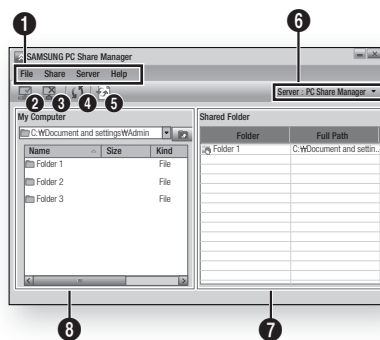 1
6
SAMSUNG PC Share Manager
File Share Server Help
2 3 4 5
Server : PC Share Manager
My Computer
Shared Folder
C:₩Document and settings₩Admin
Folder Full Path
Name Size Kind
Folder 1 C:₩Document and settin..
Folder 1 File
Folder 2 File
Folder 3 File
8
7